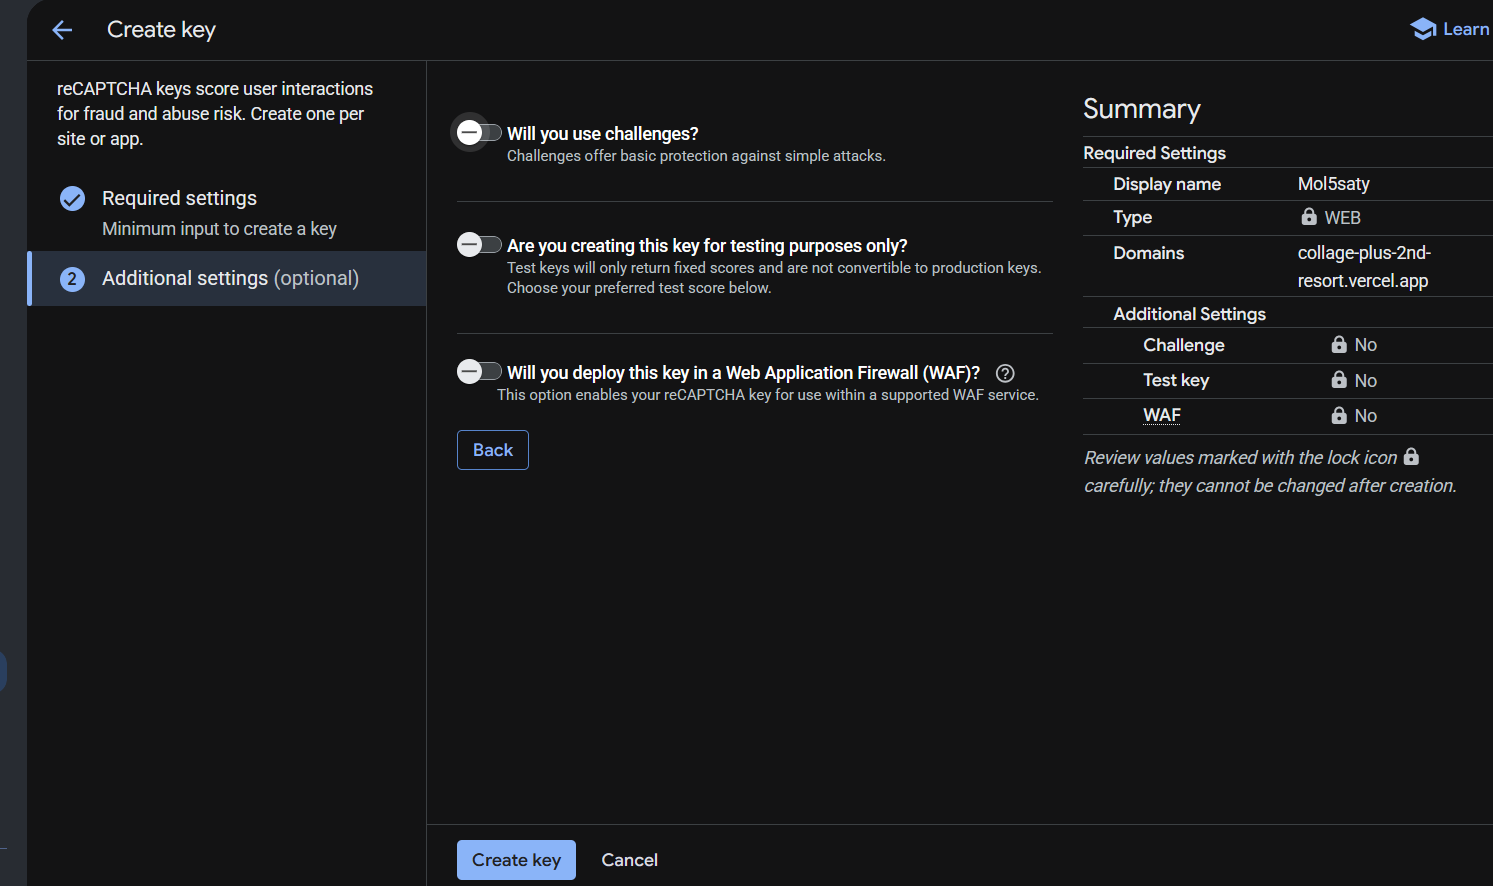 Create key
Learn
reCAPTCHA keys score user interactions
for fraud and abuse risk. Create one per
site or app.
Required settings
Minimum input to create a key
2
Additional settings (optional)
Will you use challenges?
Challenges offer basic protection against simple attacks.
Are you creating this key for testing purposes only?
Test keys will only return fixed scores and are not convertible to production keys.
Choose your preferred test score below.
Will you deploy this key in a Web Application Firewall (WAF)?
This option enables your reCAPTCHA key for use within a supported WAF service.
Back
Summary
Required Settings
Display name Mol5saty
Type WEB
Domains collage-plus-2nd-
resort.vercel.app
Additional Settings
Challenge No
Test key No
WAF No
Review values marked with the lock icon
carefully; they cannot be changed after creation.
Create key
Cancel